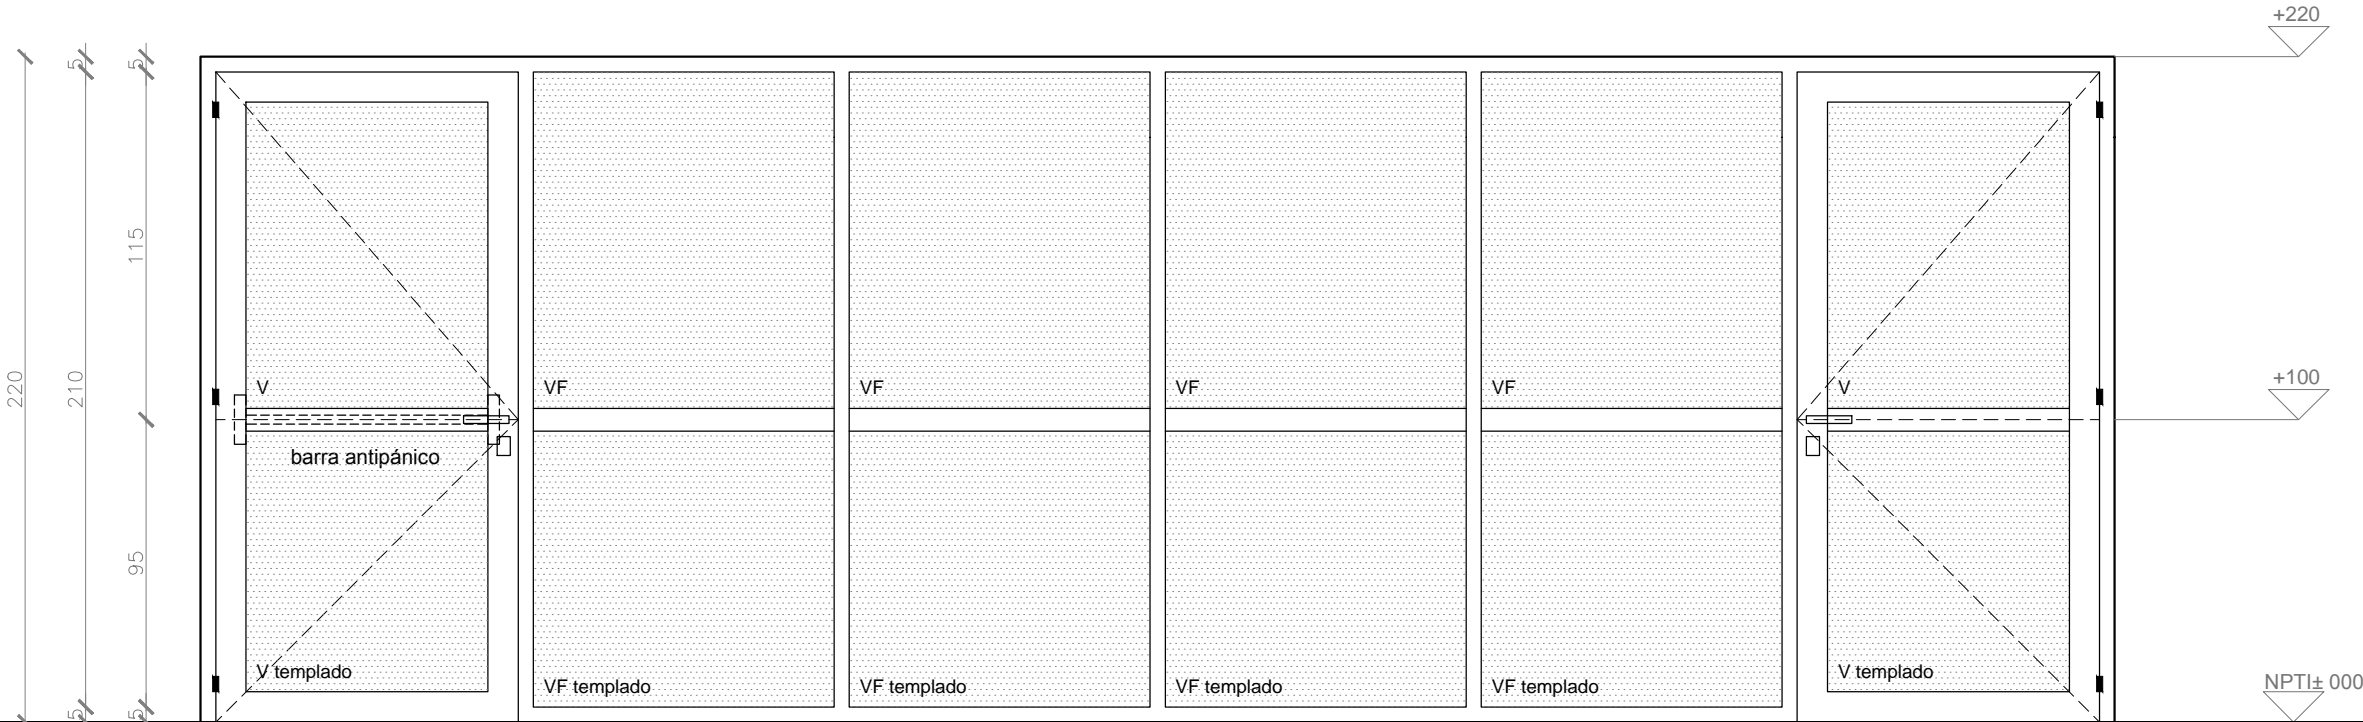 +220
5
5
115
220
210
V
VF
VF
VF
VF
V
+100
barra antipánico
95
V templado
VF templado
VF templado
VF templado
VF templado
V templado
NPTI± 000
5
5